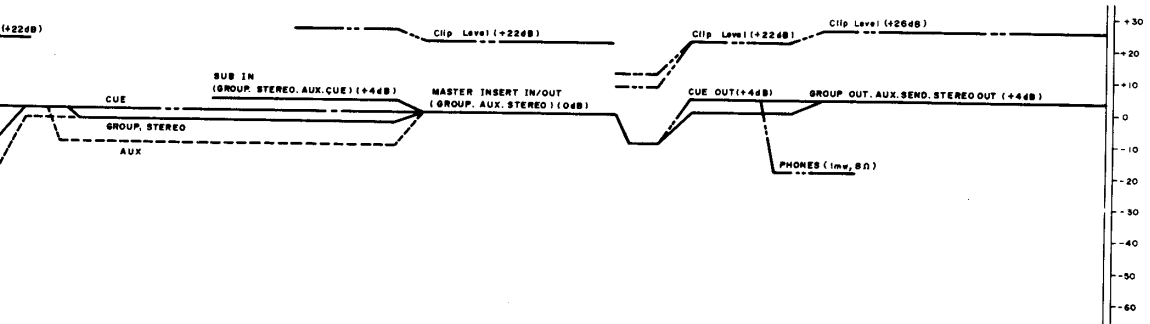 (+22dB)
Clip Level (+22dB)
Clip Level (+22dB)
Clip Level (+26dB)
SUB IN
(GROUP. STEREO. AUX. CUE) (+4dB)
CUE
GROUP, STEREO
AUX
MASTER INSERT IN/OUT
(GROUP. AUX. STEREO) (0dB)
CUE OUT (+4dB)
GROUP OUT. AUX. SEND. STEREO OUT (+4dB)
PHONES (1mw, 8Ω)
+30
+20
+10
0
-10
-20
-30
-40
-50
-60